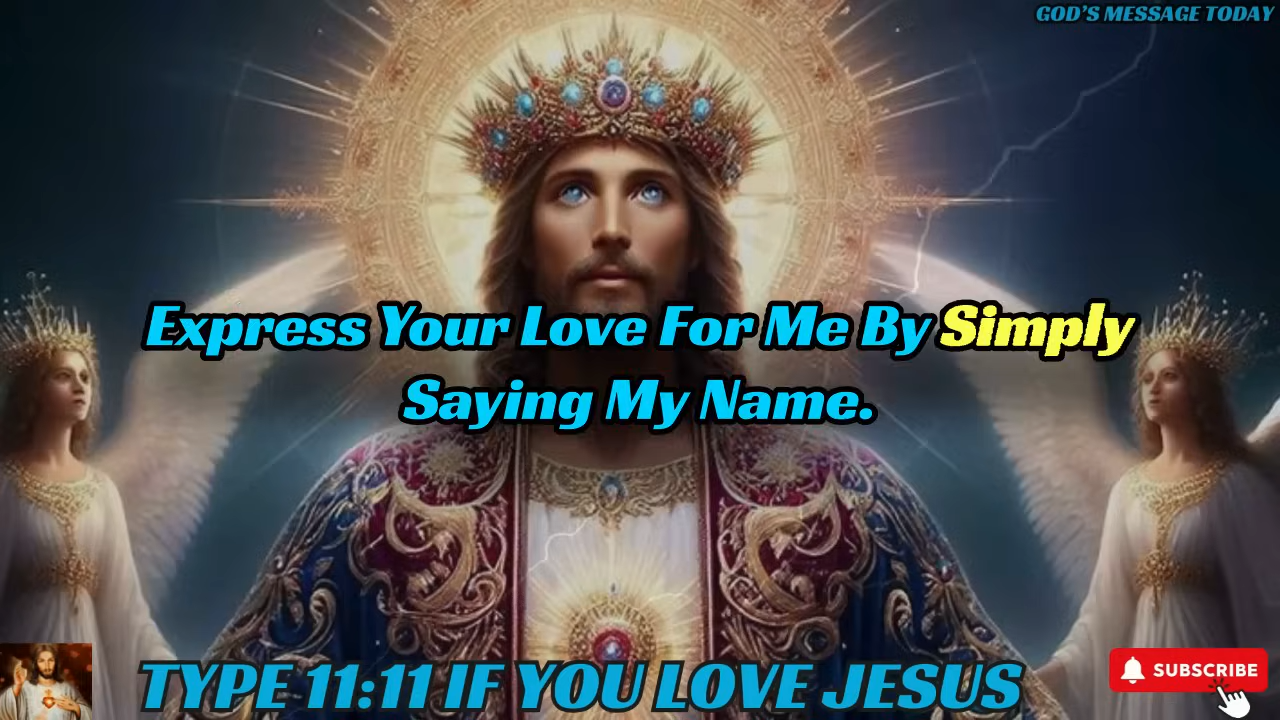 GOD'S MESSAGE TODAY
Express Your Love For Me By Simply
Saying My Name.
TYPE 11:11 IF YOU LOVE JESUS
SUBSCRIBE